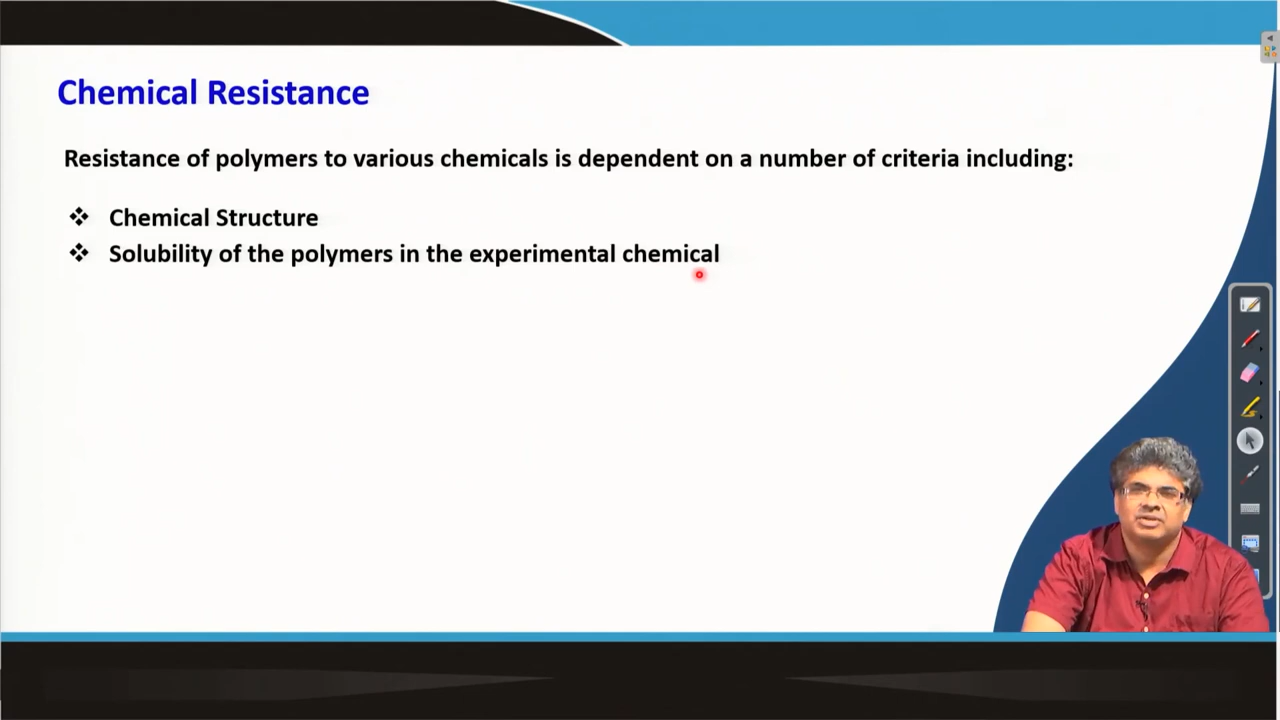 Chemical Resistance
Resistance of polymers to various chemicals is dependent on a number of criteria including:
❖ Chemical Structure
❖ Solubility of the polymers in the experimental chemical